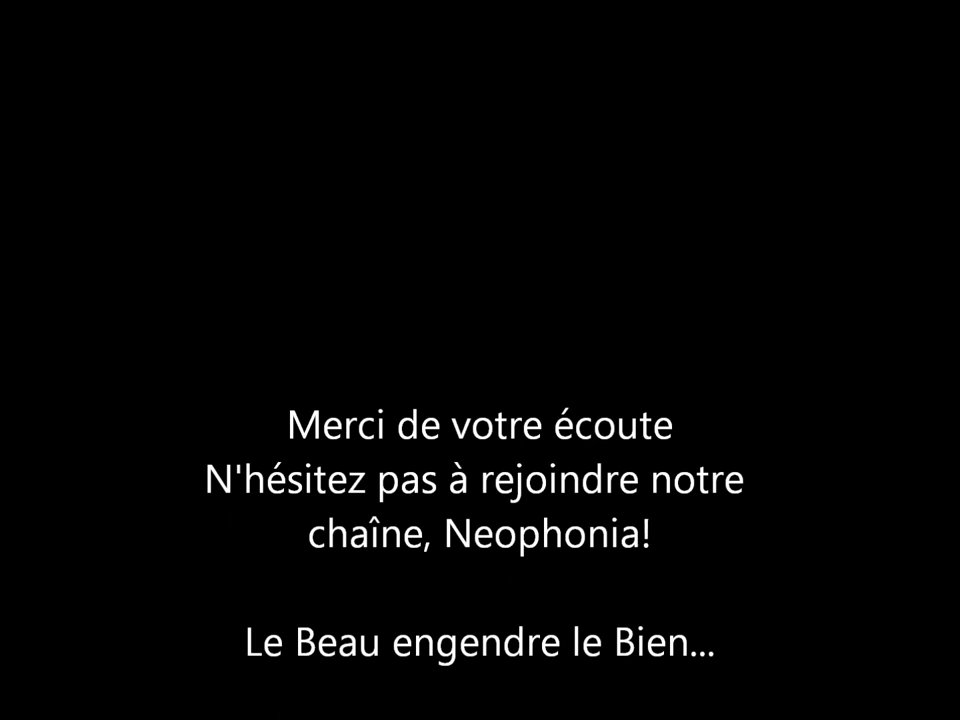 Merci de votre écoute
N'hésitez pas à rejoindre notre
chaîne, Neophonia!
Le Beau engendre le Bien...